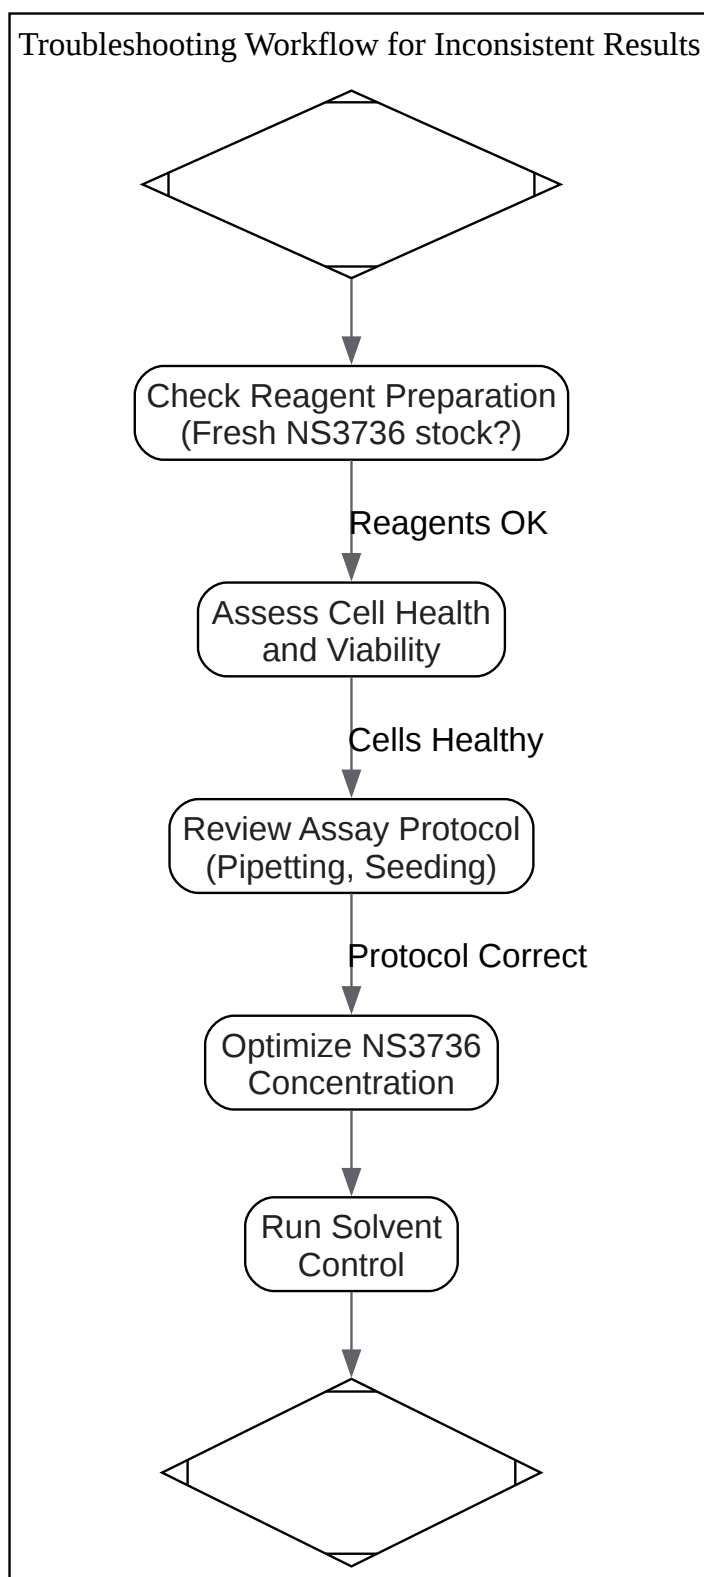 Troubleshooting Workflow for Inconsistent Results
Check Reagent Preparation
(Fresh NS3736 stock?)
Reagents OK
Assess Cell Health
and Viability
Cells Healthy
Review Assay Protocol
(Pipetting, Seeding)
Protocol Correct
Optimize NS3736
Concentration
Run Solvent
Control